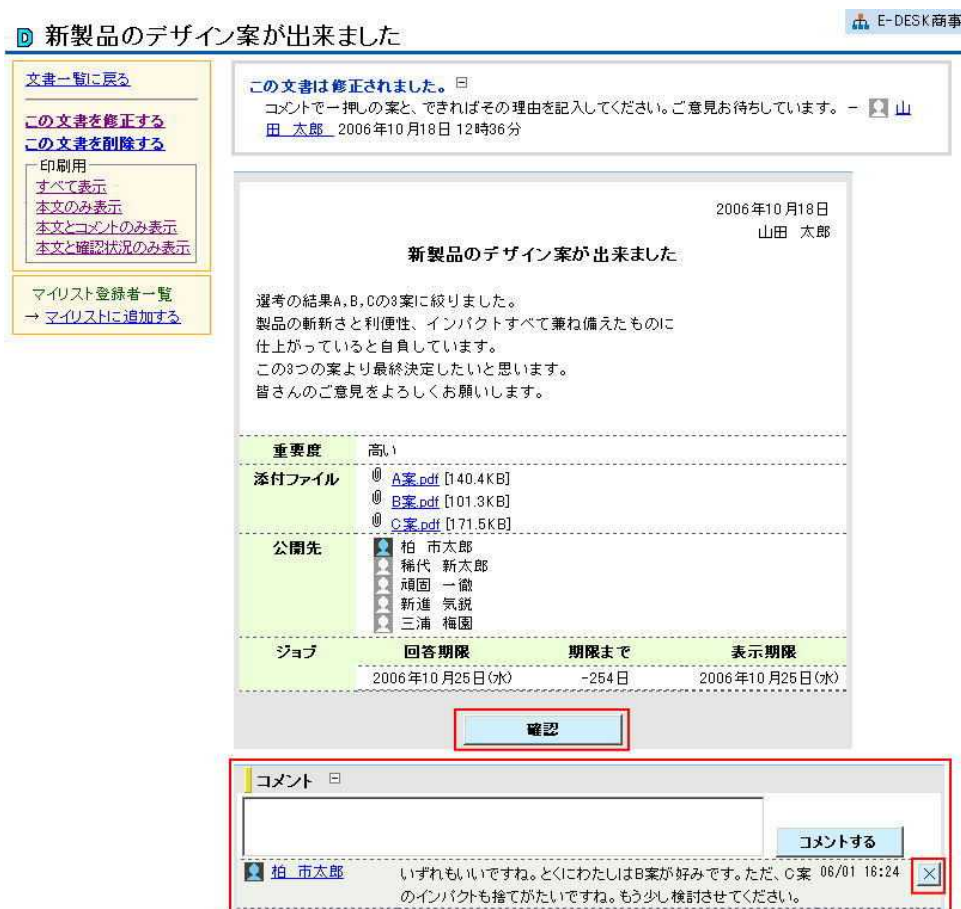 E-DESK商事
D 新製品のデザイン案が出来ました
文書一覧に戻る
この文書を修正する
この文書を削除する
印刷用
すべて表示
本文のみ表示
本文とコメントのみ表示
本文と確認状況のみ表示
マイリスト登録者一覧
→ マイリストに追加する
この文書は修正されました。
コメントで一押しの案と、できればその理由を記入してください。ご意見お待ちしています。 - 山
田 太郎 2006年10月18日 12時36分
2006年10月18日
山田 太郎
新製品のデザイン案が出来ました
選考の結果A,B,Cの3案に絞りました。
製品の斬新さと利便性、インパクトすべて兼ね備えたものに
仕上がっていると自負しています。
この3つの案より最終決定したいと思います。
皆さんのご意見をよろしくお願いします。
重要度 高い
添付ファイル A案.pdf [140.4KB]
B案.pdf [101.3KB]
C案.pdf [171.5KB]
公開先 柏 市太郎
稀代 新太郎
頑固 一徹
新進 気鋭
三浦 梅園
ジョブ 回答期限 期限まで 表示期限
2006年10月25日(水) -254日 2006年10月25日(水)
確認
コメント
コメントする
柏 市太郎 いずれもいいですね。とくにわたしはB案が好みです。ただ、C案 06/01 16:24
のインパクトも捨てがたいですね。もう少し検討させてください。